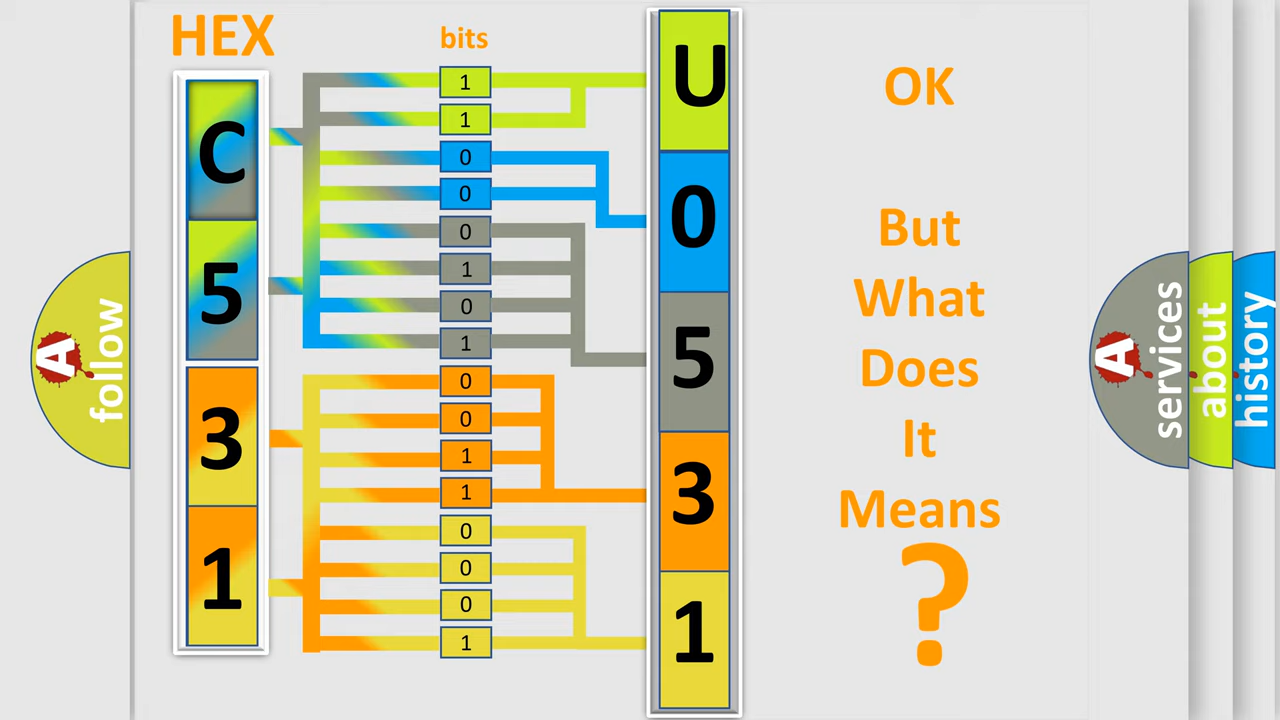 HEX
bits
C
5
3
1
1
1
0
0
0
1
0
1
0
0
1
1
0
0
0
1
U
0
5
3
1
OK
But
What
Does
It
Means
?
A
follow
A
services
about
history